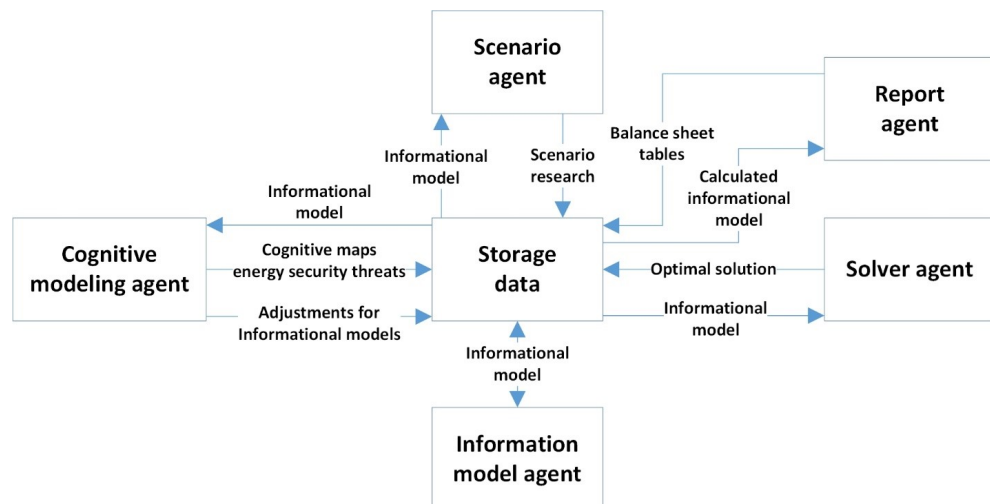 Scenario
agent
Report
agent
Balance sheet
tables
Informational
model
Scenario
research
Calculated
informational
model
Informational
model
Cognitive
modeling agent
Cognitive maps
energy security threats
Storage
data
Optimal solution
Solver agent
Adjustments for
Informational models
Informational
model
Informational
model
Information
model agent